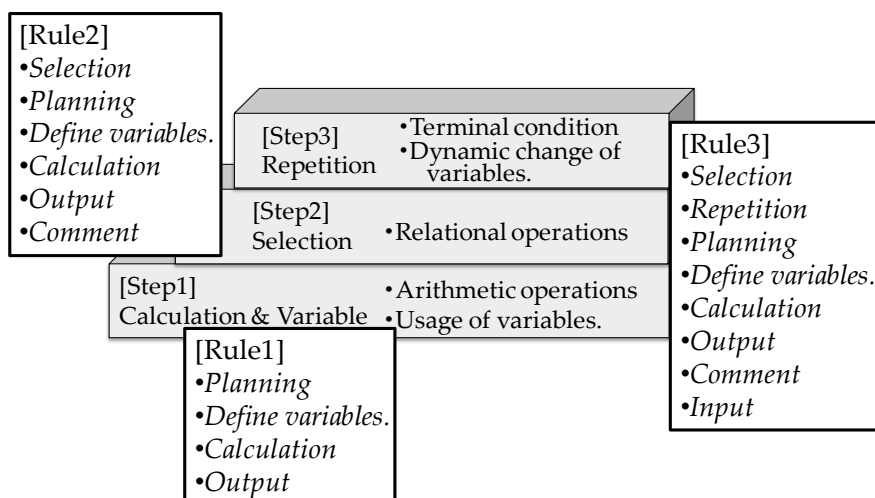 [Rule2]
•Selection
•Planning
•Define variables.
•Calculation
•Output
•Comment
[Step3]
Repetition
•Terminal condition
•Dynamic change of
variables.
[Step2]
Selection
•Relational operations
[Step1]
Calculation & Variable
•Arithmetic operations
•Usage of variables.
[Rule3]
•Selection
•Repetition
•Planning
•Define variables.
•Calculation
•Output
•Comment
•Input
[Rule1]
•Planning
•Define variables.
•Calculation
•Output